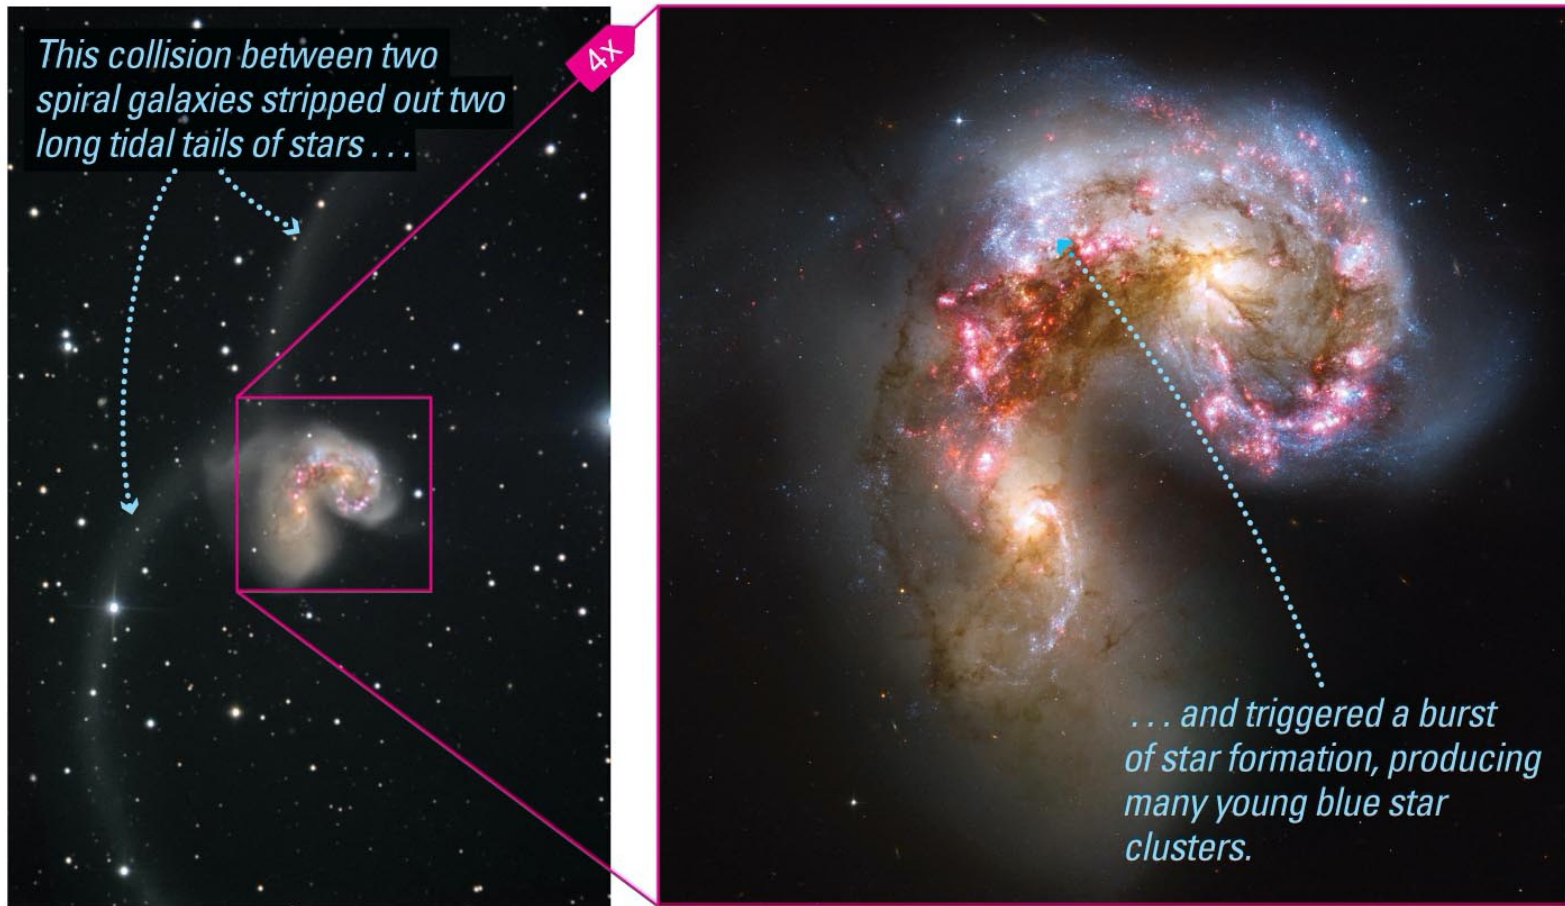 This collision between two
spiral galaxies stripped out two
long tidal tails of stars . . .
4x
. . . and triggered a burst
of star formation, producing
many young blue star
clusters.